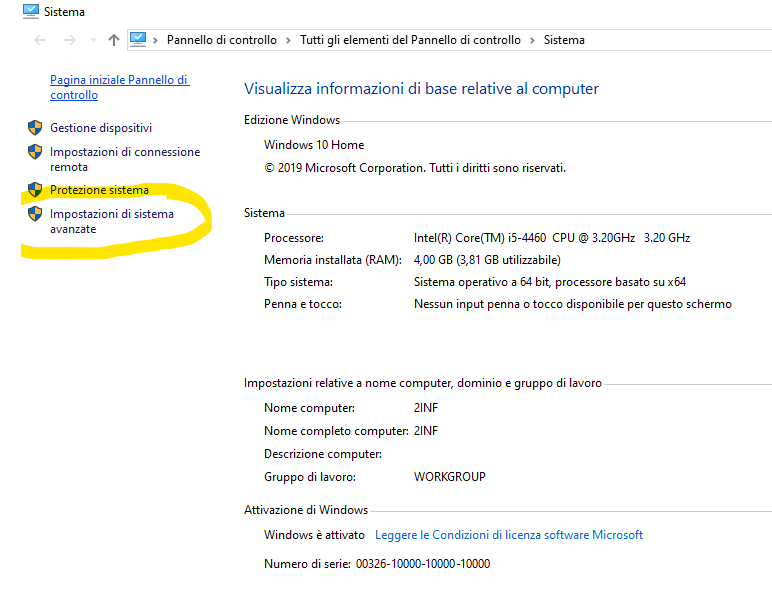 Sistema
Pannello di controllo > Tutti gli elementi del Pannello di controllo > Sistema
Pagina iniziale Pannello di
controllo
Gestione dispositivi
Impostazioni di connessione
remota
Protezione sistema
Impostazioni di sistema
avanzate
Visualizza informazioni di base relative al computer
Edizione Windows
Windows 10 Home
© 2019 Microsoft Corporation. Tutti i diritti sono riservati.
Sistema
Processore: Intel(R) Core(TM) i5-4460 CPU @ 3.20GHz 3.20 GHz
Memoria installata (RAM): 4,00 GB (3,81 GB utilizzabile)
Tipo sistema: Sistema operativo a 64 bit, processore basato su x64
Penna e tocco: Nessun input penna o tocco disponibile per questo schermo
Impostazioni relative a nome computer, dominio e gruppo di lavoro
Nome computer: 2INF
Nome completo computer: 2INF
Descrizione computer:
Gruppo di lavoro: WORKGROUP
Attivazione di Windows
Windows è attivato Leggere le Condizioni di licenza software Microsoft
Numero di serie: 00326-10000-10000-10000